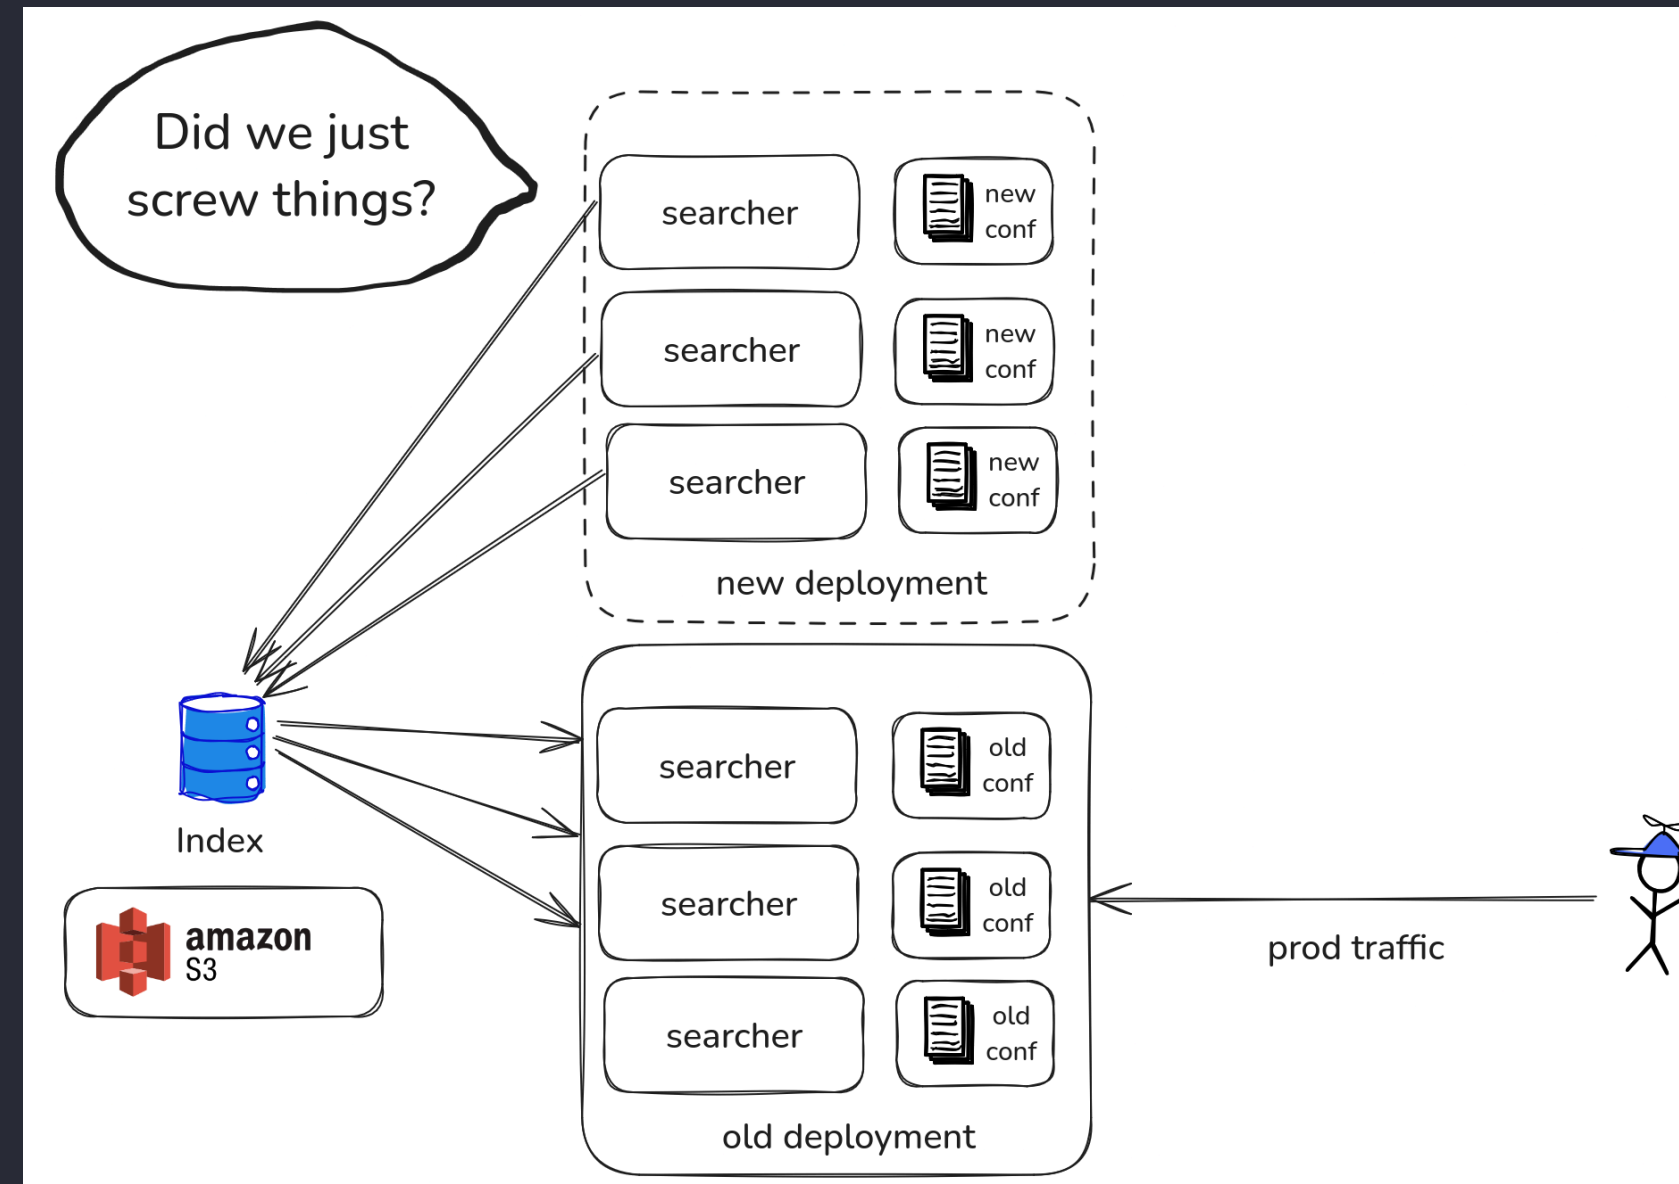 Did we just
screw things?
searcher
new
conf
searcher
new
conf
searcher
new
conf
new deployment
searcher
old
conf
Index
searcher
old
conf
amazon
S3
prod traffic
searcher
old
conf
old deployment